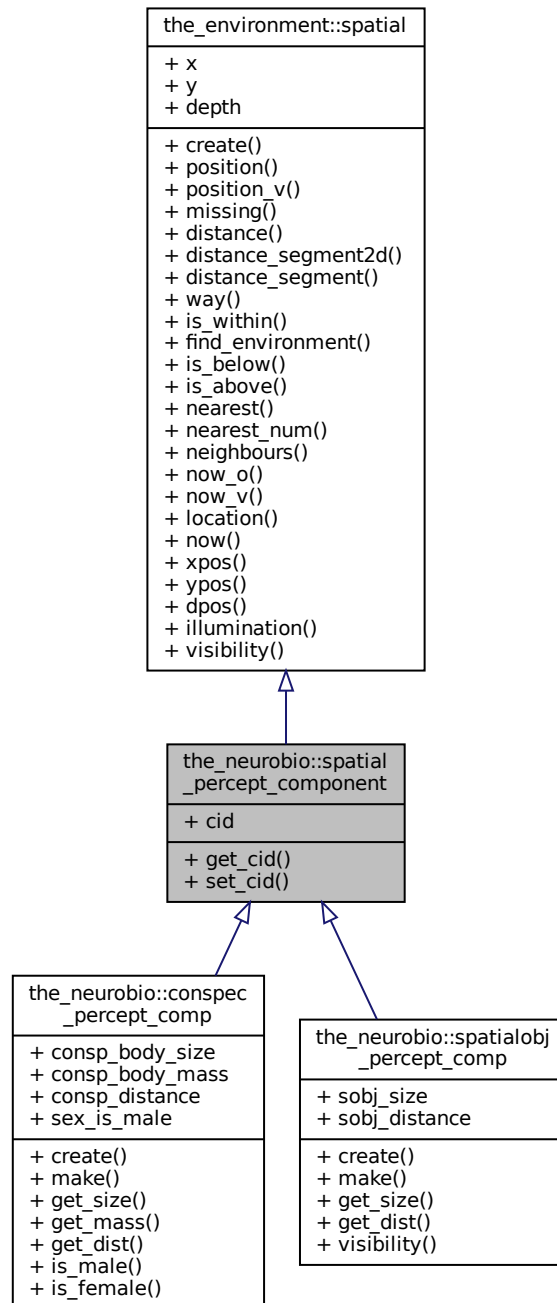 the_environment::spatial
+ x
+ y
+ depth
+ create()
+ position()
+ position_v()
+ missing()
+ distance()
+ distance_segment2d()
+ distance_segment()
+ way()
+ is_within()
+ find_environment()
+ is_below()
+ is_above()
+ nearest()
+ nearest_num()
+ neighbours()
+ now_o()
+ now_v()
+ location()
+ now()
+ xpos()
+ ypos()
+ dpos()
+ illumination()
+ visibility()
the_neurobio::spatial
_percept_component
+ cid
+ get_cid()
+ set_cid()
the_neurobio::conspec
_percept_comp
+ consp_body_size
+ consp_body_mass
+ consp_distance
+ sex_is_male
+ create()
+ make()
+ get_size()
+ get_mass()
+ get_dist()
+ is_male()
+ is_female()
the_neurobio::spatialobj
_percept_comp
+ sobj_size
+ sobj_distance
+ create()
+ make()
+ get_size()
+ get_dist()
+ visibility()